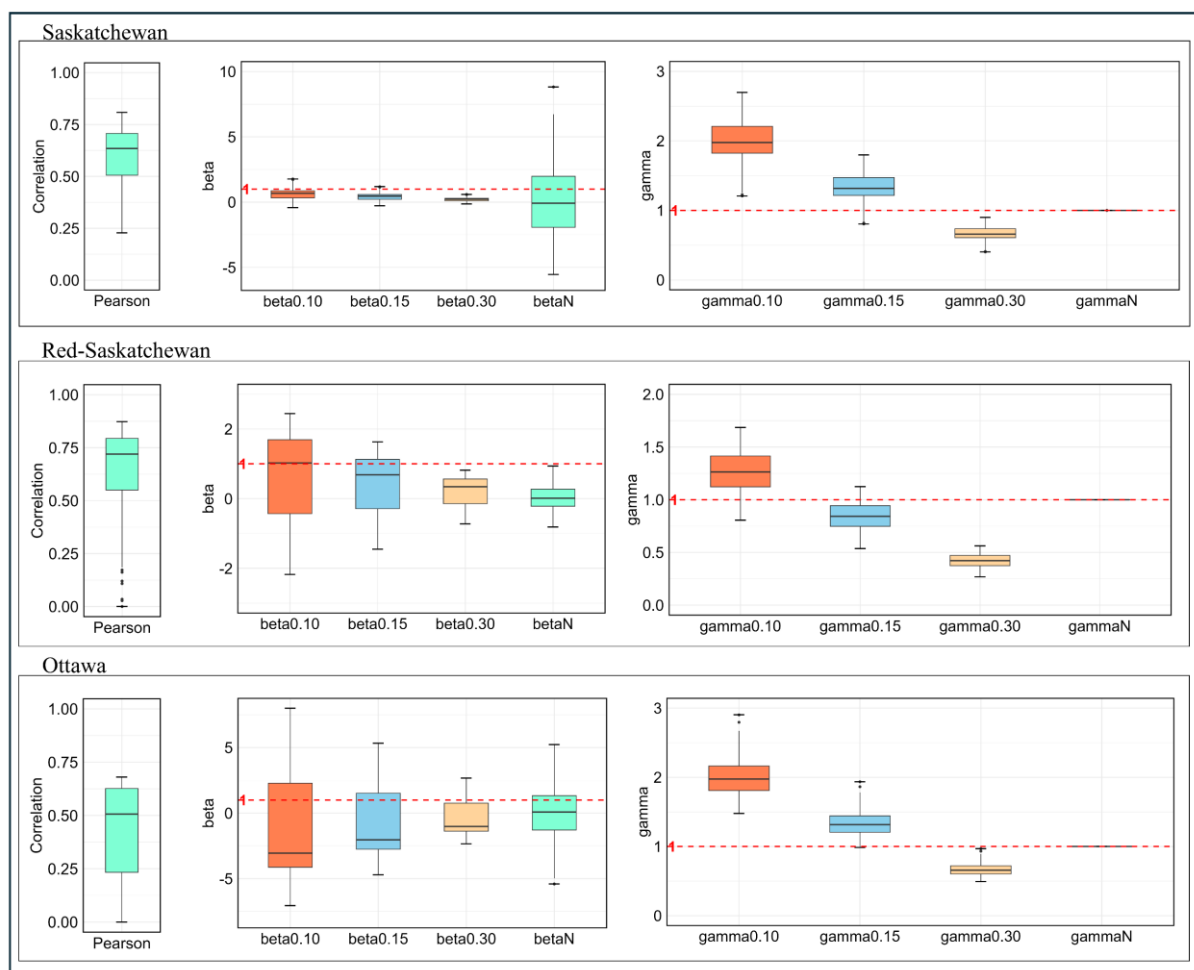 Saskatchewan
Correlation
1.00
0.75
0.50
0.25
0.00
Pearson
beta
10
5
0
-5
1
beta0.10 beta0.15 beta0.30 betaN
gamma
3
2
1
0
1
gamma0.10 gamma0.15 gamma0.30 gammaN
Red-Saskatchewan
Correlation
1.00
0.75
0.50
0.25
0.00
Pearson
beta
2
0
-2
1
beta0.10 beta0.15 beta0.30 betaN
gamma
2.0
1.5
1.0
0.5
0.0
1
gamma0.10 gamma0.15 gamma0.30 gammaN
Ottawa
Correlation
1.00
0.75
0.50
0.25
0.00
Pearson
beta
5
0
-5
1
beta0.10 beta0.15 beta0.30 betaN
gamma
3
2
1
0
1
gamma0.10 gamma0.15 gamma0.30 gammaN